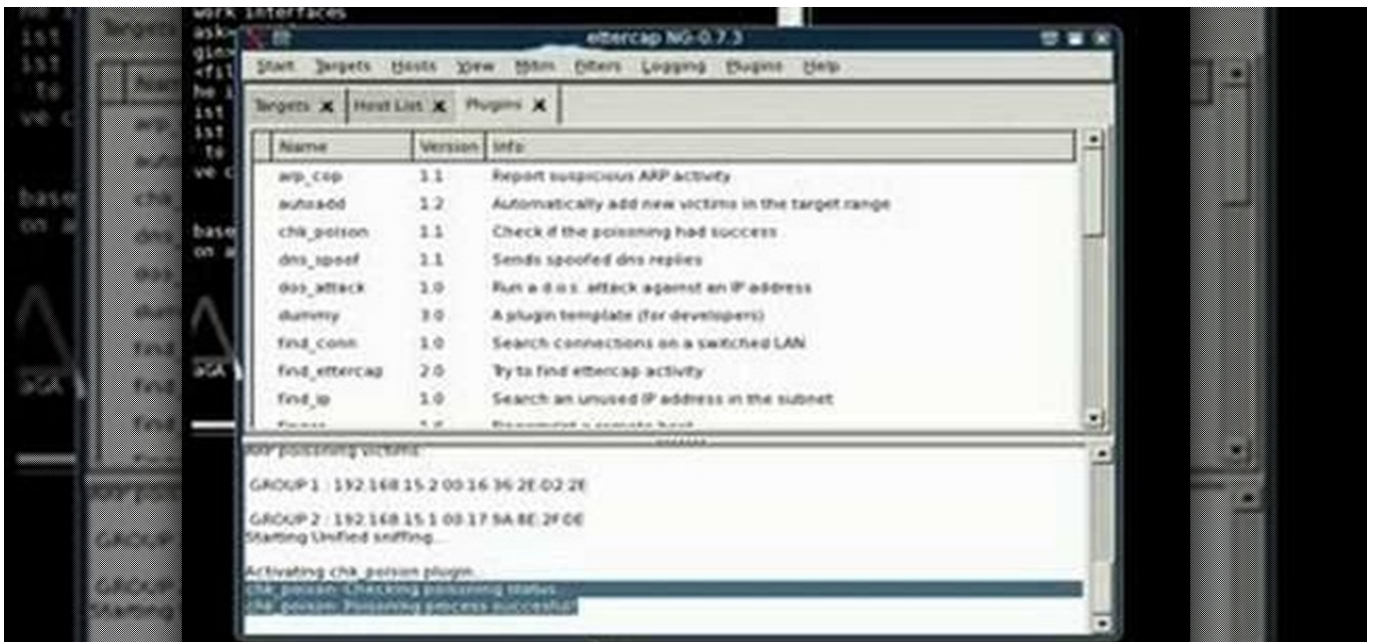 work interfaces
ettercap NG-0.7.3
Start Targets Hosts View Mitm Filters Logging Plugins Help
Targets Host List Plugins
Name Version Info
arp_cop 1.1 Report suspicious ARP activity
autoadd 1.2 Automatically add new victims in the target range
chk_poison 1.1 Check if the poisoning had success
dns_spoof 1.1 Sends spoofed dns replies
dos_attack 1.0 Run a d.o.s. attack against an IP address
dummy 3.0 A plugin template (for developers)
find_conn 1.0 Search connections on a switched LAN
find_ettercap 2.0 Try to find ettercap activity
find_ip 1.0 Search an unused IP address in the subnet
ARP poisoning victims:
GROUP 1 : 192.168.15.2 00:16:36:2E:D2:2E
GROUP 2 : 192.168.15.1 00:17:9A:8E:2F:DE
Starting Unified sniffing...
Activating chk_poison plugin...
chk_poison: Checking poisoning status...
chk_poison: Poisoning process successful!